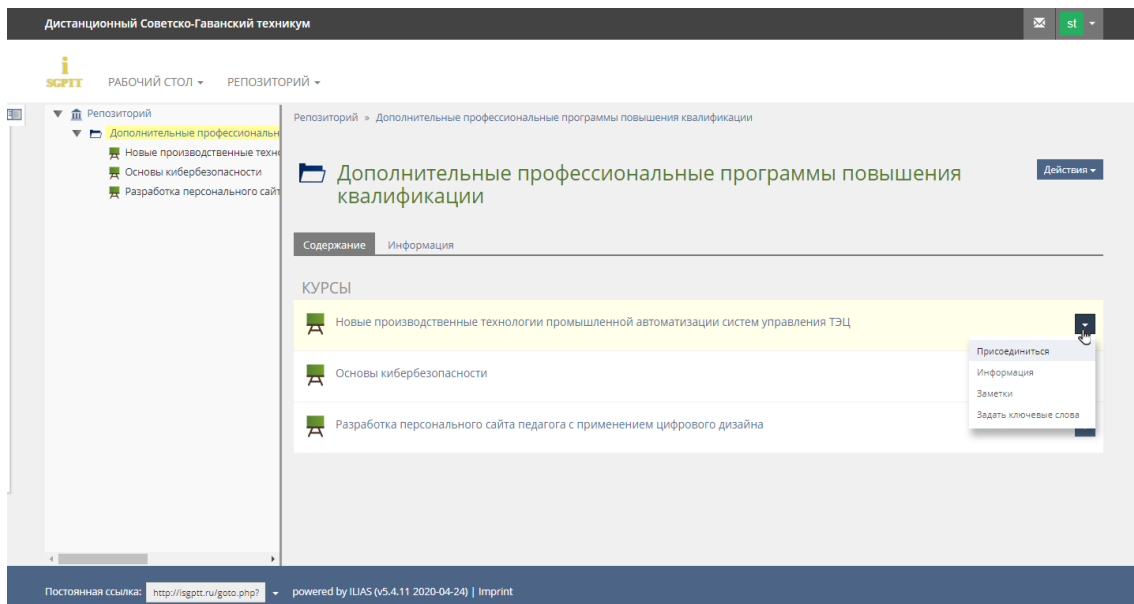 Дистанционный Советско-Гаванский техникум
st
i
SGPTT
РАБОЧИЙ СТОЛ
РЕПОЗИТОРИЙ
Репозиторий
Дополнительные профессиональн
Новые производственные техно
Основы кибербезопасности
Разработка персонального сайт
Репозиторий » Дополнительные профессиональные программы повышения квалификации
Дополнительные профессиональные программы повышения
квалификации
Действия
Содержание
Информация
КУРСЫ
Новые производственные технологии промышленной автоматизации систем управления ТЭЦ
Присоединиться
Информация
Заметки
Задать ключевые слова
Основы кибербезопасности
Разработка персонального сайта педагога с применением цифрового дизайна
Постоянная ссылка: http://isgptt.ru/goto.php? powered by ILIAS (v5.4.11 2020-04-24) | Imprint